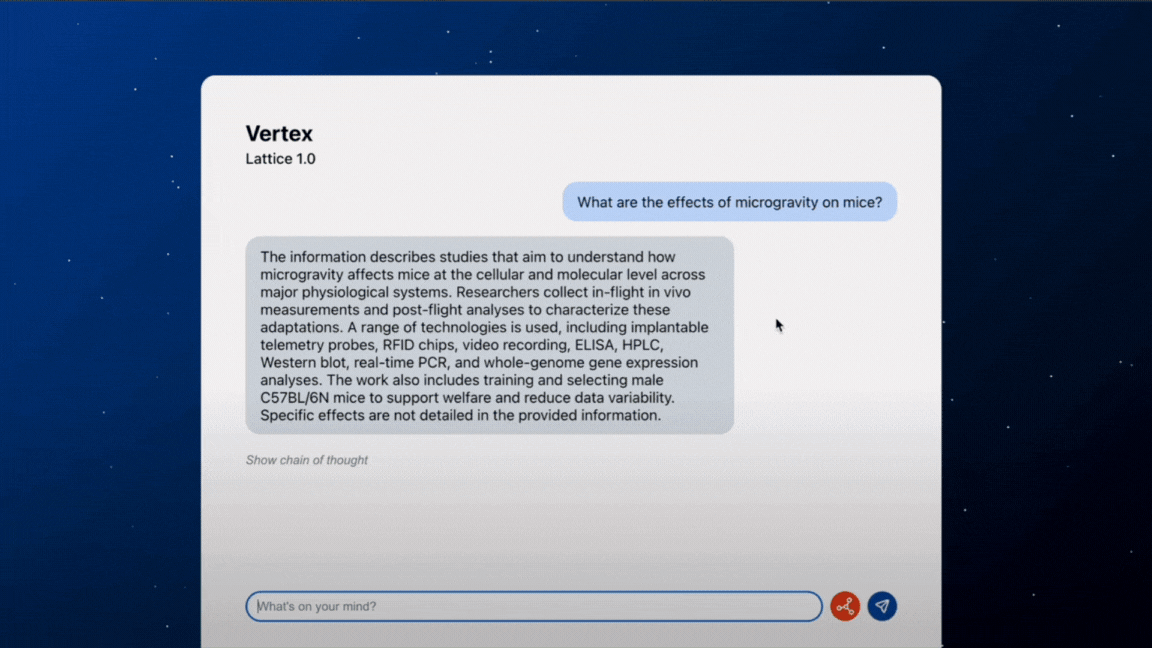 Vertex
Lattice 1.0
What are the effects of microgravity on mice?
The information describes studies that aim to understand how
microgravity affects mice at the cellular and molecular level across
major physiological systems. Researchers collect in-flight in vivo
measurements and post-flight analyses to characterize these
adaptations. A range of technologies is used, including implantable
telemetry probes, RFID chips, video recording, ELISA, HPLC,
Western blot, real-time PCR, and whole-genome gene expression
analyses. The work also includes training and selecting male
C57BL/6N mice to support welfare and reduce data variability.
Specific effects are not detailed in the provided information.
Show chain of thought
What's on your mind?